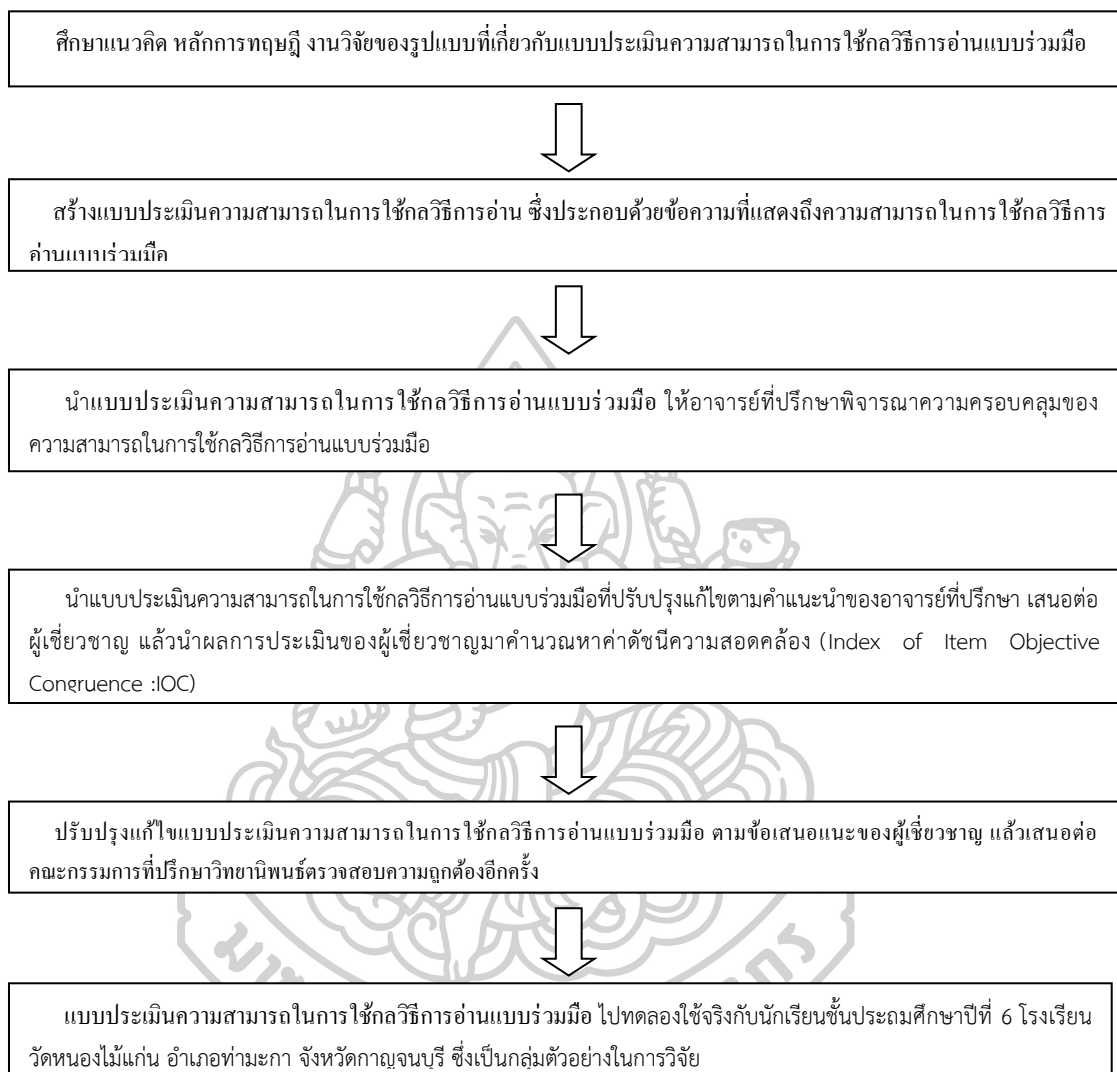 ศึกษาแนวคิด หลักการทฤษฎี งานวิจัยของรูปแบบที่เกี่ยวกับแบบประเมินความสามารถในการใช้กลวิธีการอ่านแบบร่วมมือ
สร้างแบบประเมินความสามารถในการใช้กลวิธีการอ่าน ซึ่งประกอบด้วยข้อความที่แสดงถึงความสามารถในการใช้กลวิธีการ
อ่านแบบร่วมมือ
นำแบบประเมินความสามารถในการใช้กลวิธีการอ่านแบบร่วมมือ ให้อาจารย์ที่ปรึกษาพิจารณาความครอบคลุมของ
ความสามารถในการใช้กลวิธีการอ่านแบบร่วมมือ
นำแบบประเมินความสามารถในการใช้กลวิธีการอ่านแบบร่วมมือที่ปรับปรุงแก้ไขตามคำแนะนำของอาจารย์ที่ปรึกษา เสนอต่อ
ผู้เชี่ยวชาญ แล้วนำผลการประเมินของผู้เชี่ยวชาญมาคำนวณหาค่าดัชนีความสอดคล้อง (Index of Item Objective
Congruence :IOC)
ปรับปรุงแก้ไขแบบประเมินความสามารถในการใช้กลวิธีการอ่านแบบร่วมมือ ตามข้อเสนอแนะของผู้เชี่ยวชาญ แล้วเสนอต่อ
คณะกรรมการที่ปรึกษาวิทยานิพนธ์ตรวจสอบความถูกต้องอีกครั้ง
แบบประเมินความสามารถในการใช้กลวิธีการอ่านแบบร่วมมือ ไปทดลองใช้จริงกับนักเรียนชั้นประถมศึกษาปีที่ 6 โรงเรียน
วัดหนองไม้แก่น อำเภอท่ามะกา จังหวัดกาญจนบุรี ซึ่งเป็นกลุ่มตัวอย่างในการวิจัย